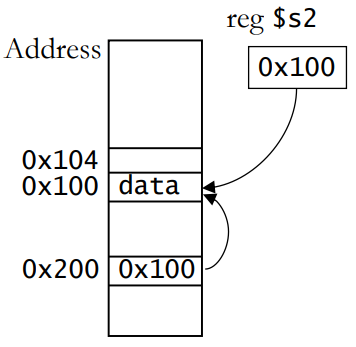 reg $s2
Address
0x100
0x104
0x100 data
0x200 0x100